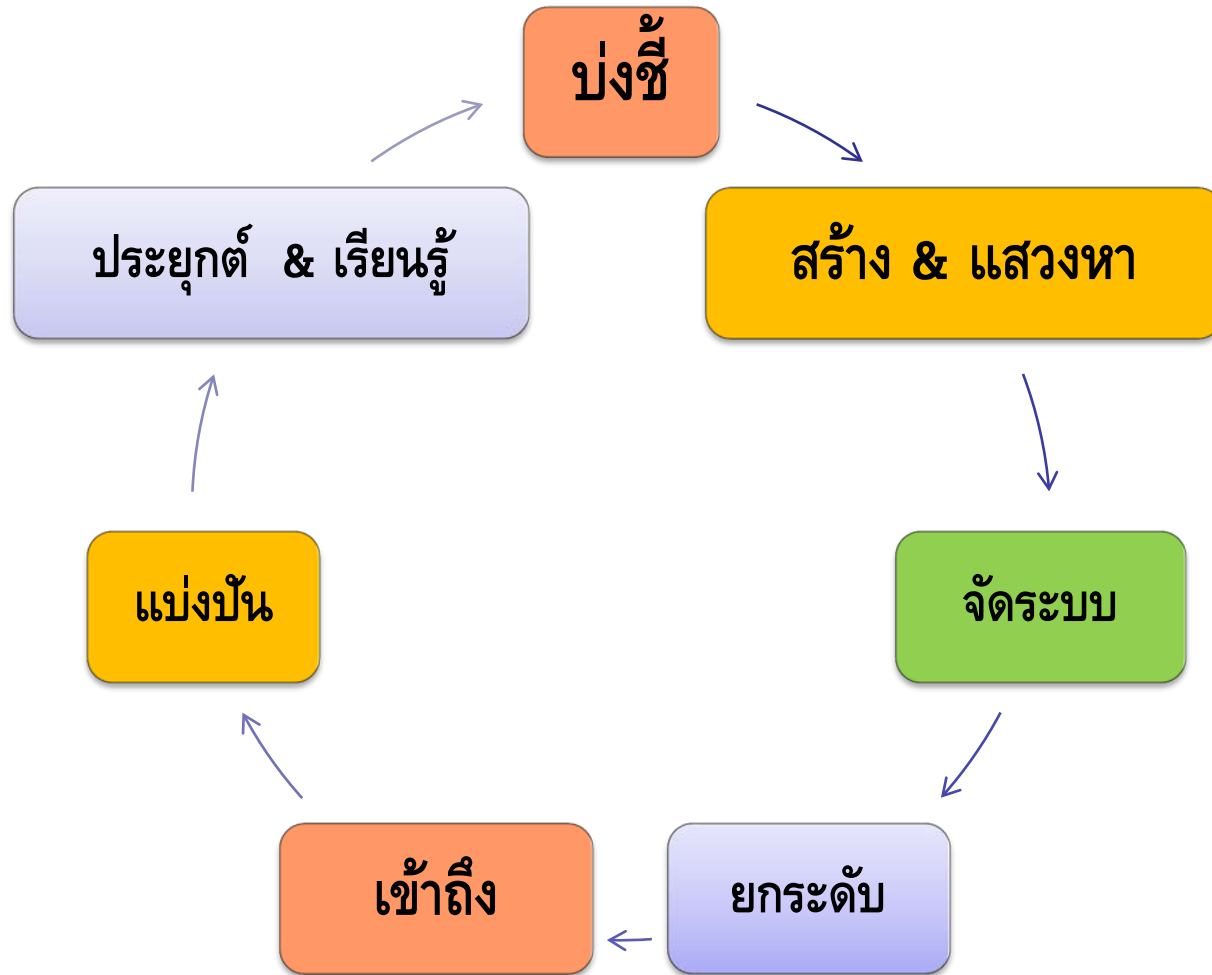 บ่งชี้
ประยุกต์ & เรียนรู้
สร้าง & แสวงหา
แบ่งปัน
จัดระบบ
เข้าถึง
ยกระดับ